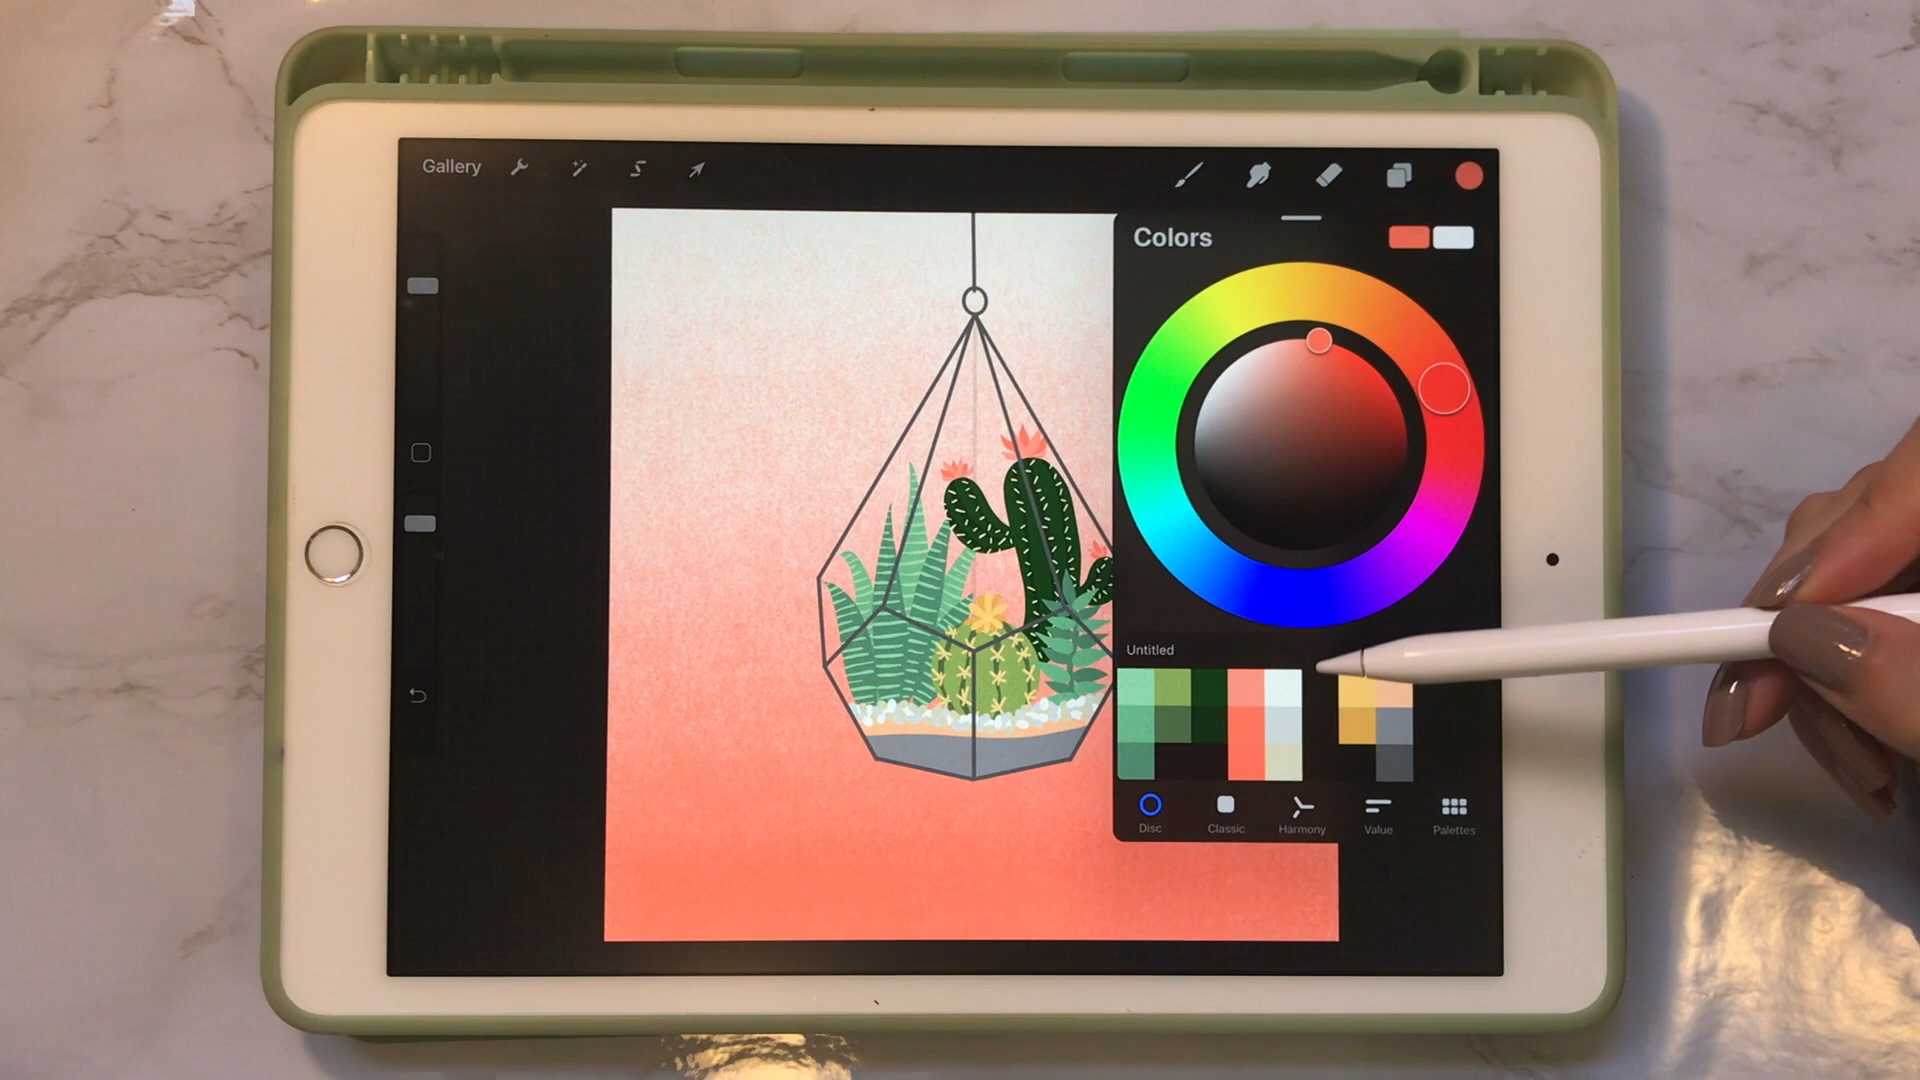 Gallery
Colors
Untitled
Disc
Classic
Harmony
Value
Palettes